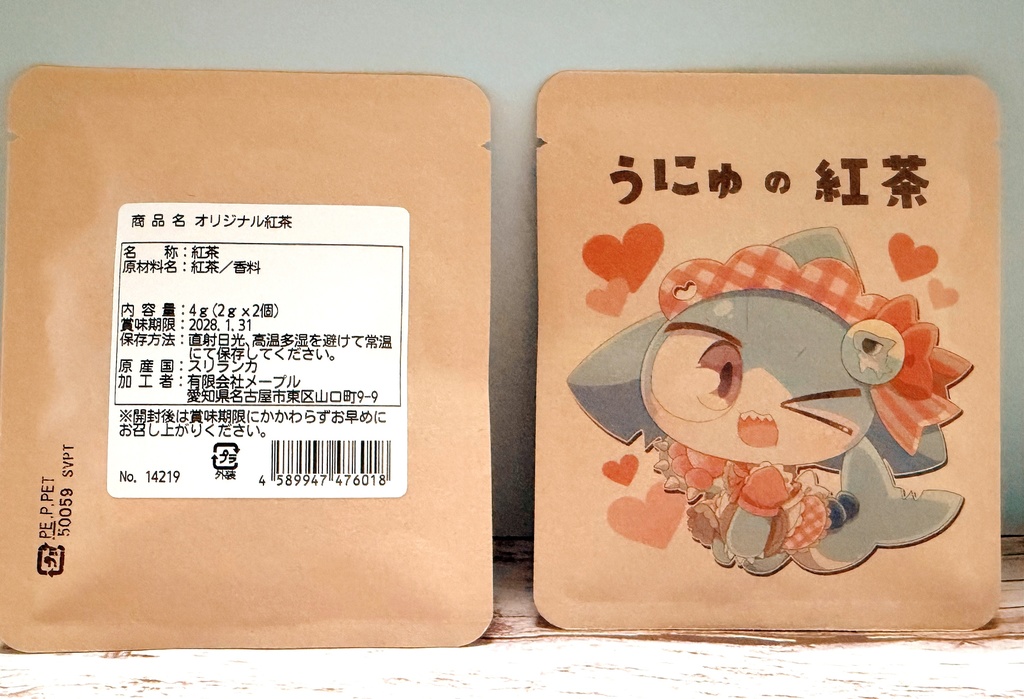 商品名 オリジナル紅茶
名 称：紅茶
原材料名：紅茶／香料
内容量：4g(2g×2個)
賞味期限：2028.1.31
保存方法：直射日光、高温多湿を避けて常温
にて保存してください。
原産国：スリランカ
加工者：有限会社メープル
愛知県名古屋市東区山口町9-9
※開封後は賞味期限にかかわらずお早めに
お召し上がりください。
No. 14219
プラ
外装
4 589947 476018
プラ
PE.P.PET
50059 SVPT
うにゅの紅茶